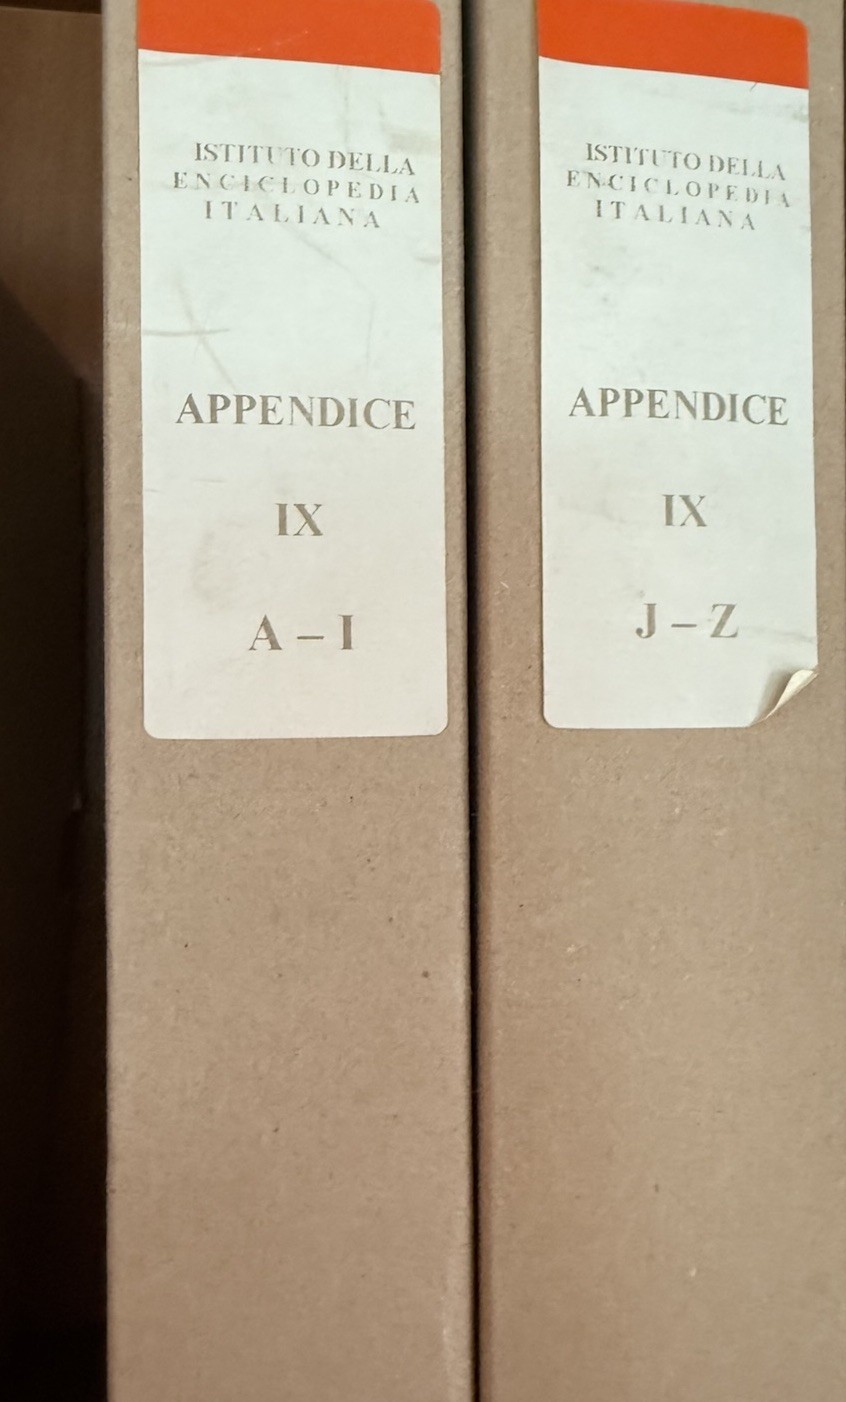 ISTITUTO DELLA
ENCICLOPEDIA
ITALIANA
APPENDICE
IX
A – I
ISTITUTO DELLA
ENCICLOPEDIA
ITALIANA
APPENDICE
IX
J – Z